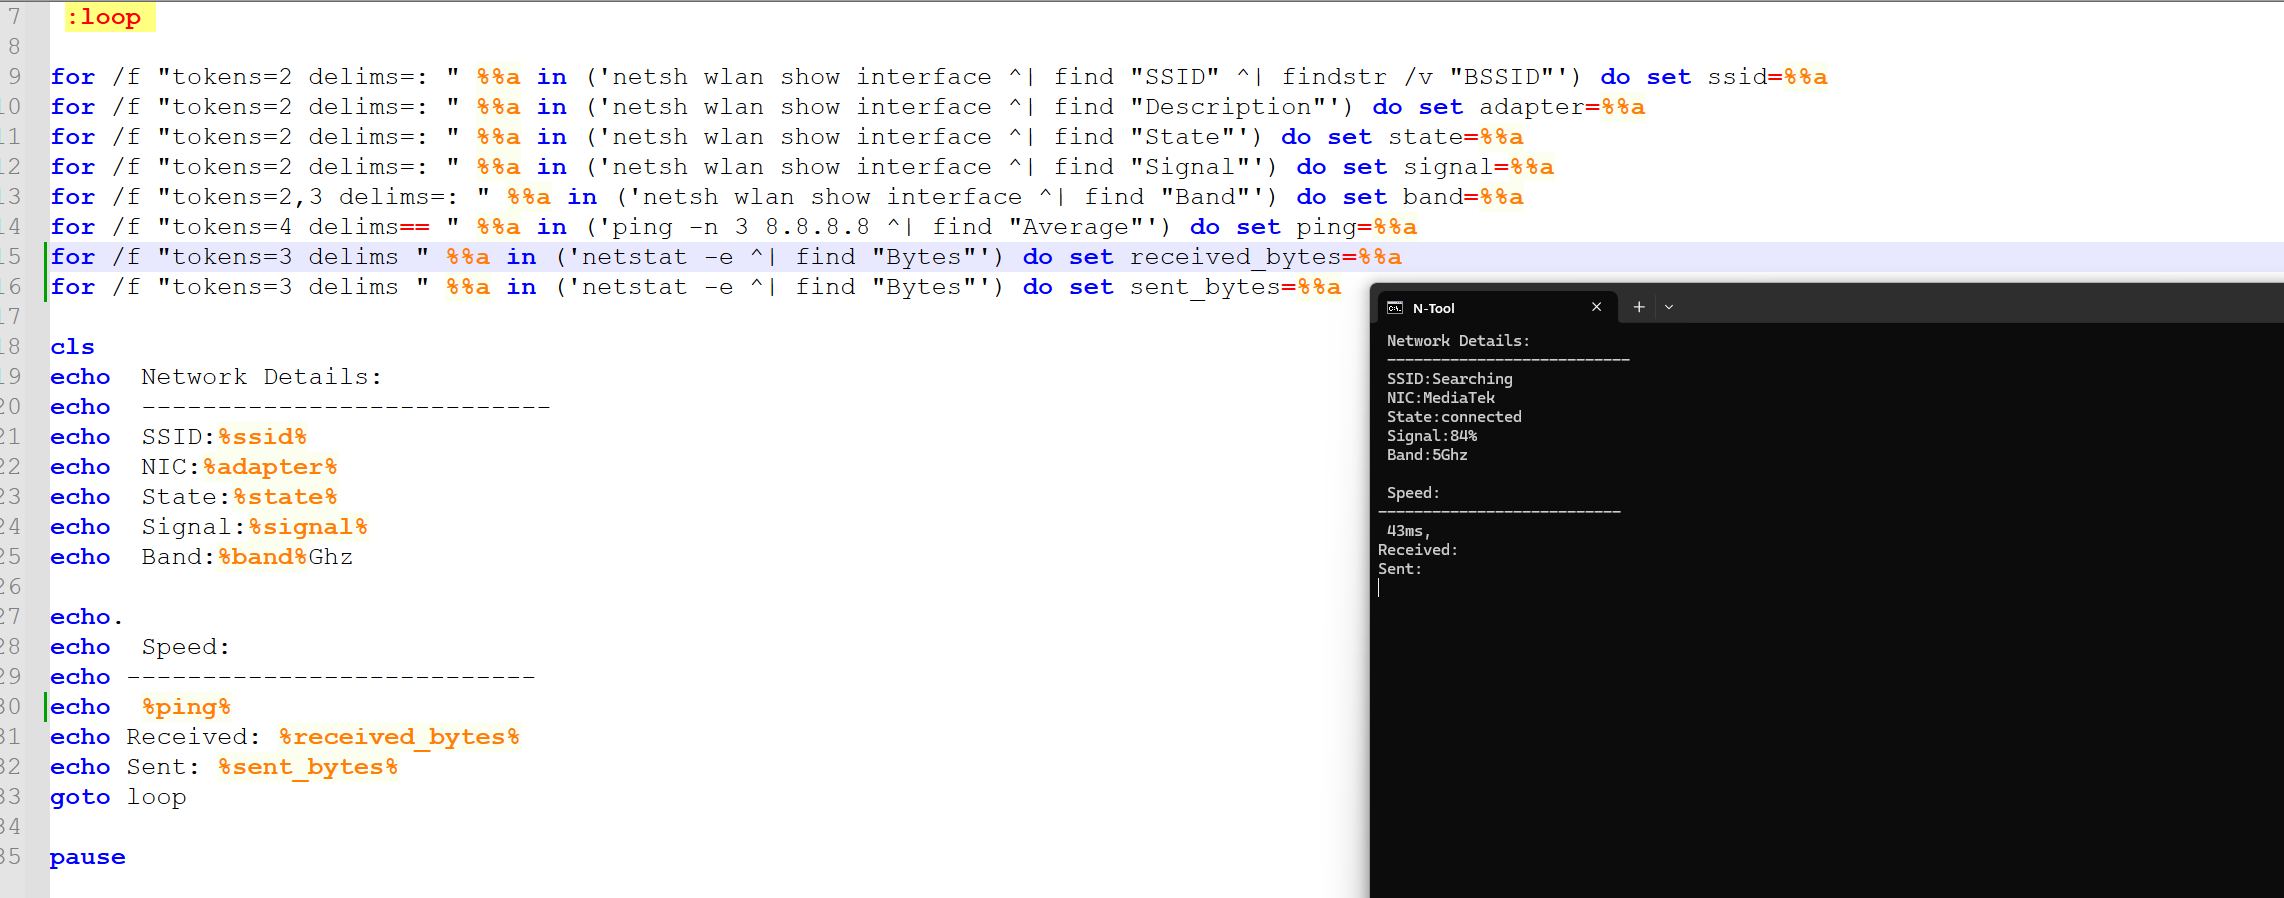 7 :loop
8
9 for /f "tokens=2 delims=: " %%a in ('netsh wlan show interface ^| find "SSID" ^| findstr /v "BSSID"') do set ssid=%%a
10 for /f "tokens=2 delims=: " %%a in ('netsh wlan show interface ^| find "Description"') do set adapter=%%a
11 for /f "tokens=2 delims=: " %%a in ('netsh wlan show interface ^| find "State"') do set state=%%a
12 for /f "tokens=2 delims=: " %%a in ('netsh wlan show interface ^| find "Signal"') do set signal=%%a
13 for /f "tokens=2,3 delims=: " %%a in ('netsh wlan show interface ^| find "Band"') do set band=%%a
14 for /f "tokens=4 delims== " %%a in ('ping -n 3 8.8.8.8 ^| find "Average"') do set ping=%%a
15 for /f "tokens=3 delims " %%a in ('netstat -e ^| find "Bytes"') do set received_bytes=%%a
16 for /f "tokens=3 delims " %%a in ('netstat -e ^| find "Bytes"') do set sent_bytes=%%a
17
18 cls
19 echo  Network Details:
20 echo  ---------------------------
21 echo  SSID:%ssid%
22 echo  NIC:%adapter%
23 echo  State:%state%
24 echo  Signal:%signal%
25 echo  Band:%band%Ghz
26
27 echo.
28 echo  Speed:
29 echo ---------------------------
30 echo  %ping%
31 echo Received: %received_bytes%
32 echo Sent: %sent_bytes%
33 goto loop
34
35 pause
N-Tool
Network Details:
---------------------------
SSID:Searching
NIC:MediaTek
State:connected
Signal:84%
Band:5Ghz
Speed:
---------------------------
43ms,
Received:
Sent: